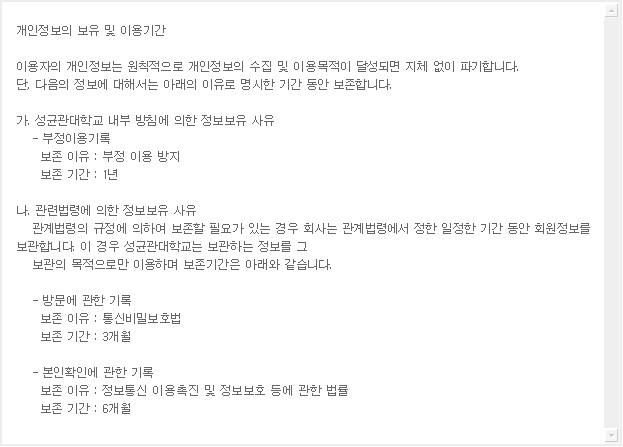 개인정보의 보유 및 이용기간
이용자의 개인정보는 원칙적으로 개인정보의 수집 및 이용목적이 달성되면 지체 없이 파기합니다.
단, 다음의 정보에 대해서는 아래의 이유로 명시한 기간 동안 보존합니다.
가. 성균관대학교 내부 방침에 의한 정보보유 사유
- 부정이용기록
보존 이유 : 부정 이용 방지
보존 기간 : 1년
나. 관련법령에 의한 정보보유 사유
관계법령의 규정에 의하여 보존할 필요가 있는 경우 회사는 관계법령에서 정한 일정한 기간 동안 회원정보를
보관합니다. 이 경우 성균관대학교는 보관하는 정보를 그
보관의 목적으로만 이용하며 보존기간은 아래와 같습니다.
- 방문에 관한 기록
보존 이유 : 통신비밀보호법
보존 기간 : 3개월
- 본인확인에 관한 기록
보존 이유 : 정보통신 이용촉진 및 정보보호 등에 관한 법률
보존 기간 : 6개월